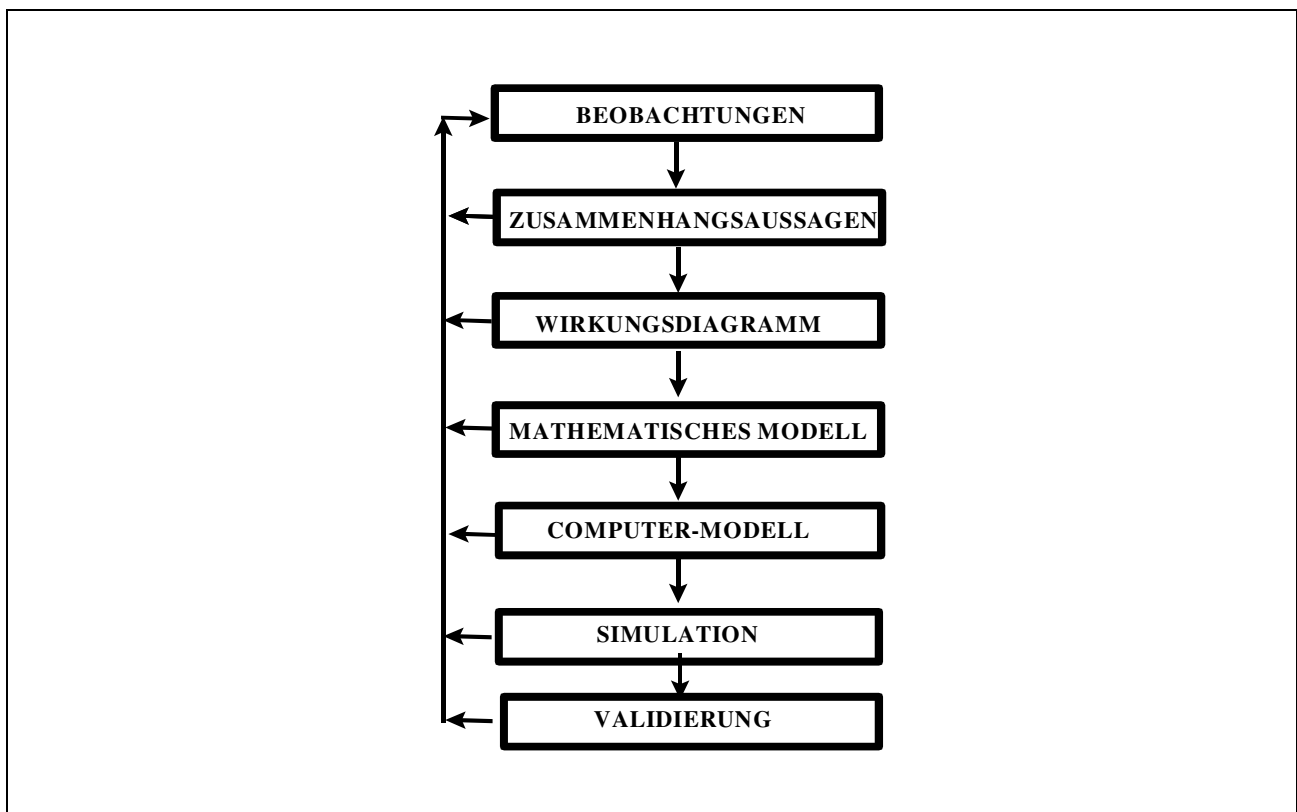 BEOBACHTUNGEN
ZUSAMMENHANGSAUSSAGEN
WIRKUNGSDIAGRAMM
MATHEMATISCHES MODELL
COMPUTER-MODELL
SIMULATION
VALIDIERUNG